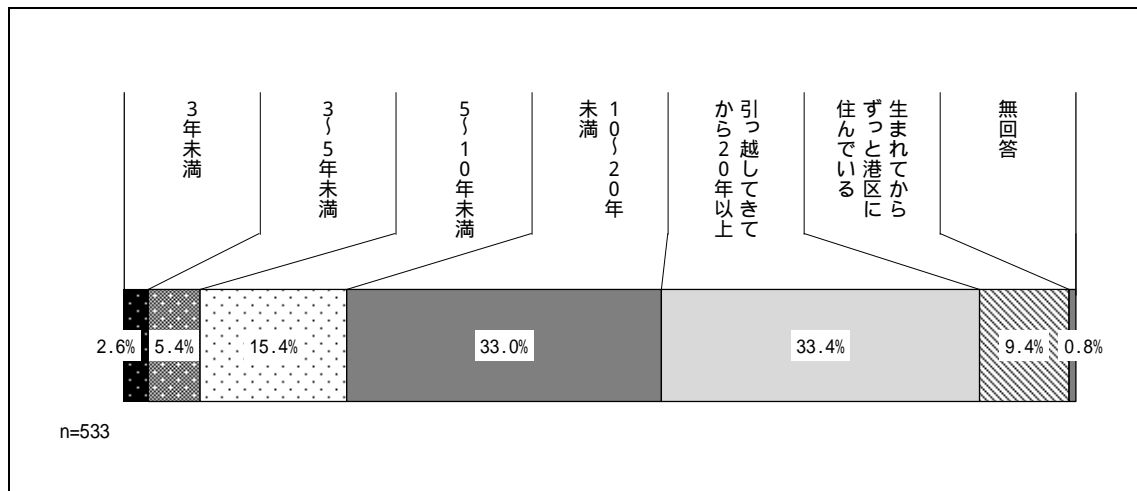 3年未満
3～5年未満
5～10年未満
10～20年
未満
引っ越してきて
から20年以上
生まれてから
ずっと港区に
住んでいる
無回答
2.6%
5.4%
15.4%
33.0%
33.4%
9.4%
0.8%
n=533